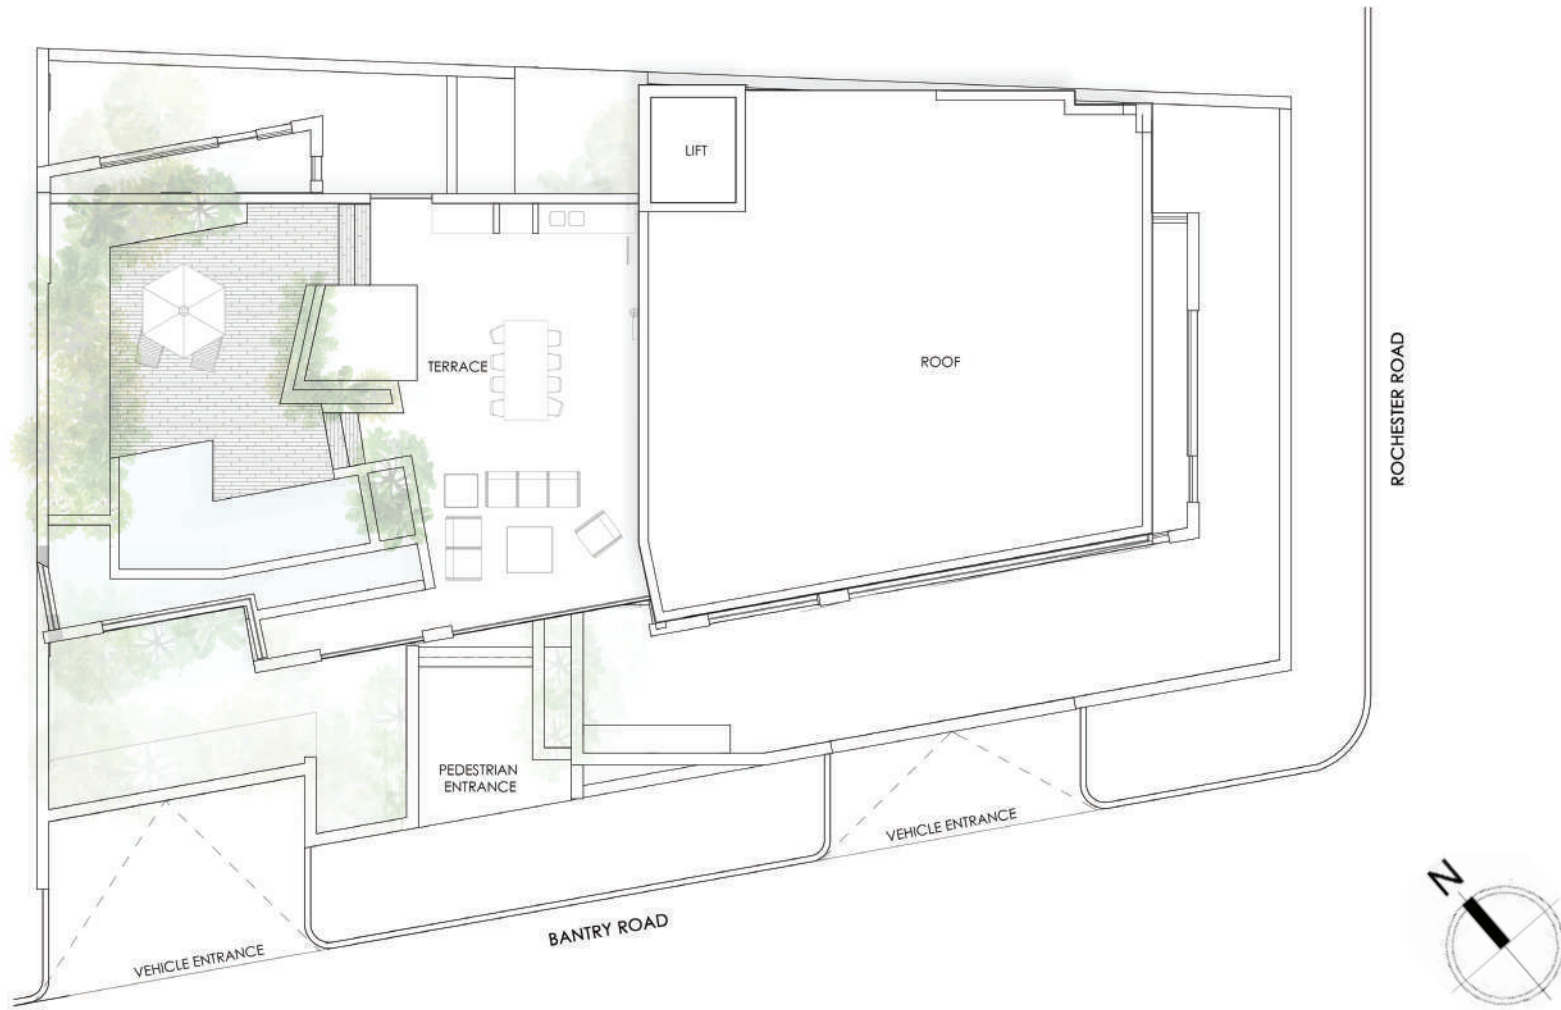 LIFT
ROOF
TERRACE
ROCHESTER ROAD
PEDESTRIAN
ENTRANCE
VEHICLE ENTRANCE
BANTRY ROAD
VEHICLE ENTRANCE
N